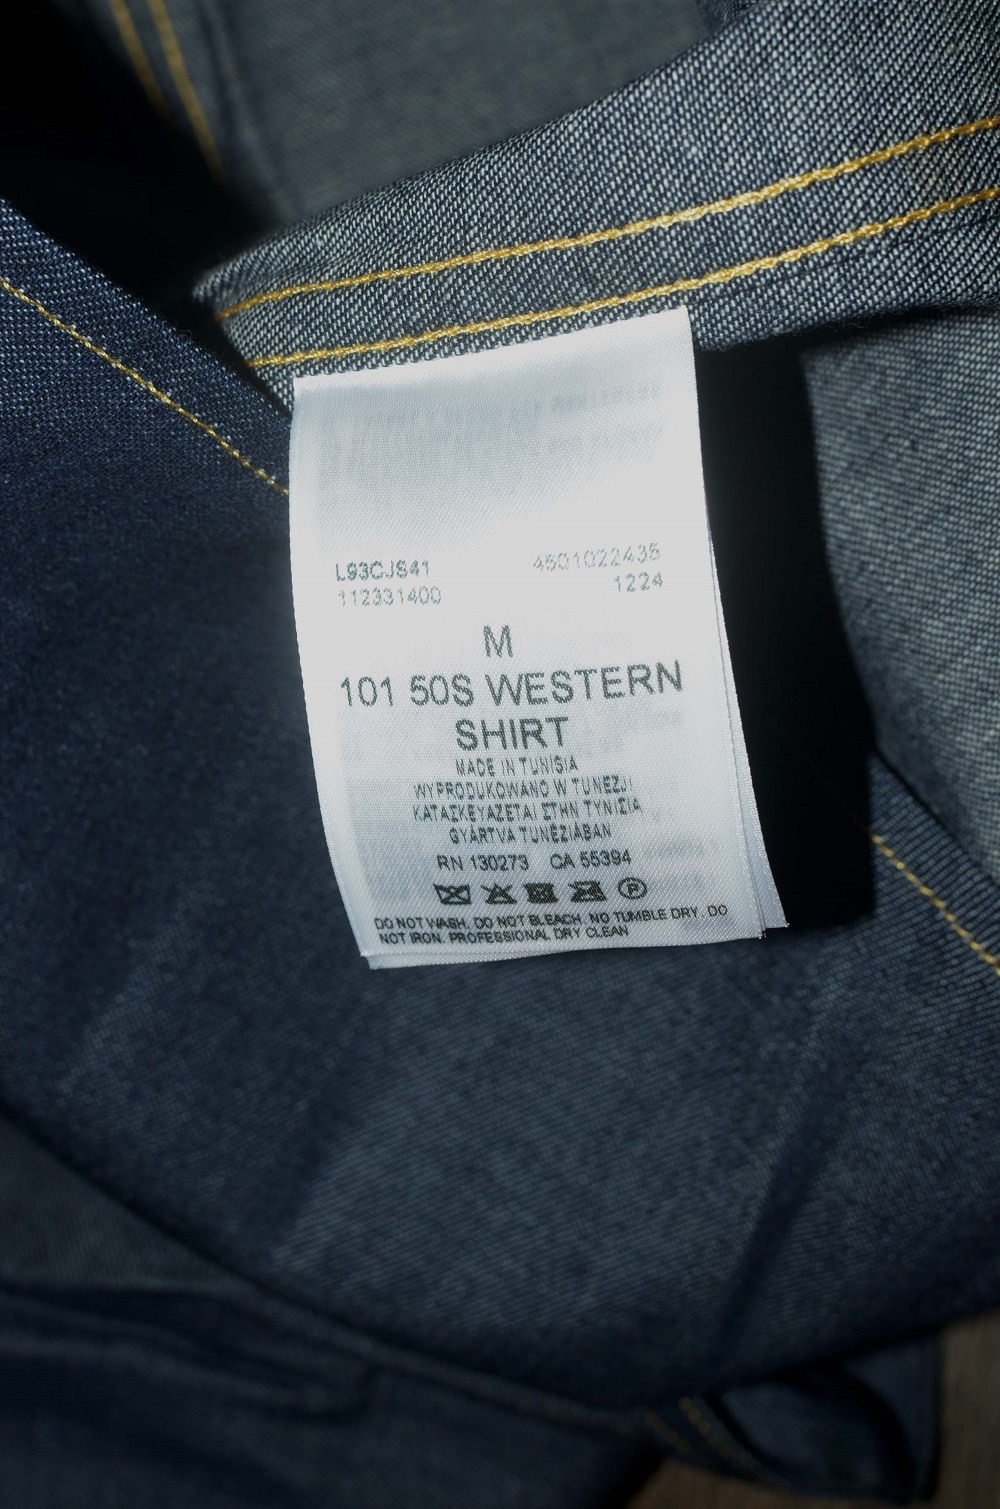 L93CJS41 4501022435
112331400 1224
M
101 50S WESTERN
SHIRT
MADE IN TUNISIA
WYPRODUKOWANO W TUNEZJI
ΚΑΤΑΣΚΕΥΑΖΕΤΑΙ ΣΤΗΝ ΤΥΝΙΣΙΑ
GYÁRTVA TUNÉZIÁBAN
RN 130273 CA 55394
P
DO NOT WASH. DO NOT BLEACH. NO TUMBLE DRY. DO
NOT IRON. PROFESSIONAL DRY CLEAN